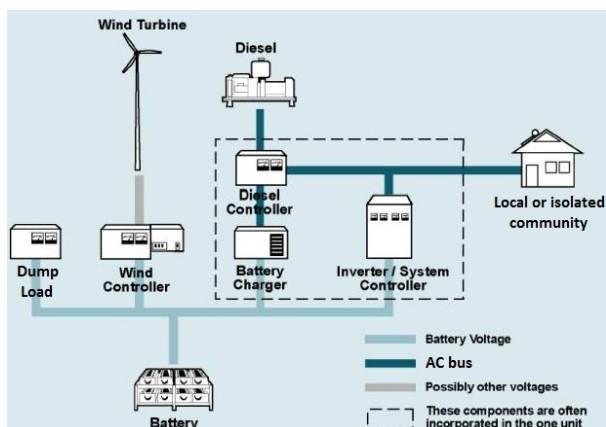 Wind Turbine
Diesel
Diesel
Controller
Local or isolated
community
Dump
Load
Wind
Controller
Battery
Charger
Inverter / System
Controller
Battery Voltage
AC bus
Possibly other voltages
These components are often
incorporated in the one unit
Battery